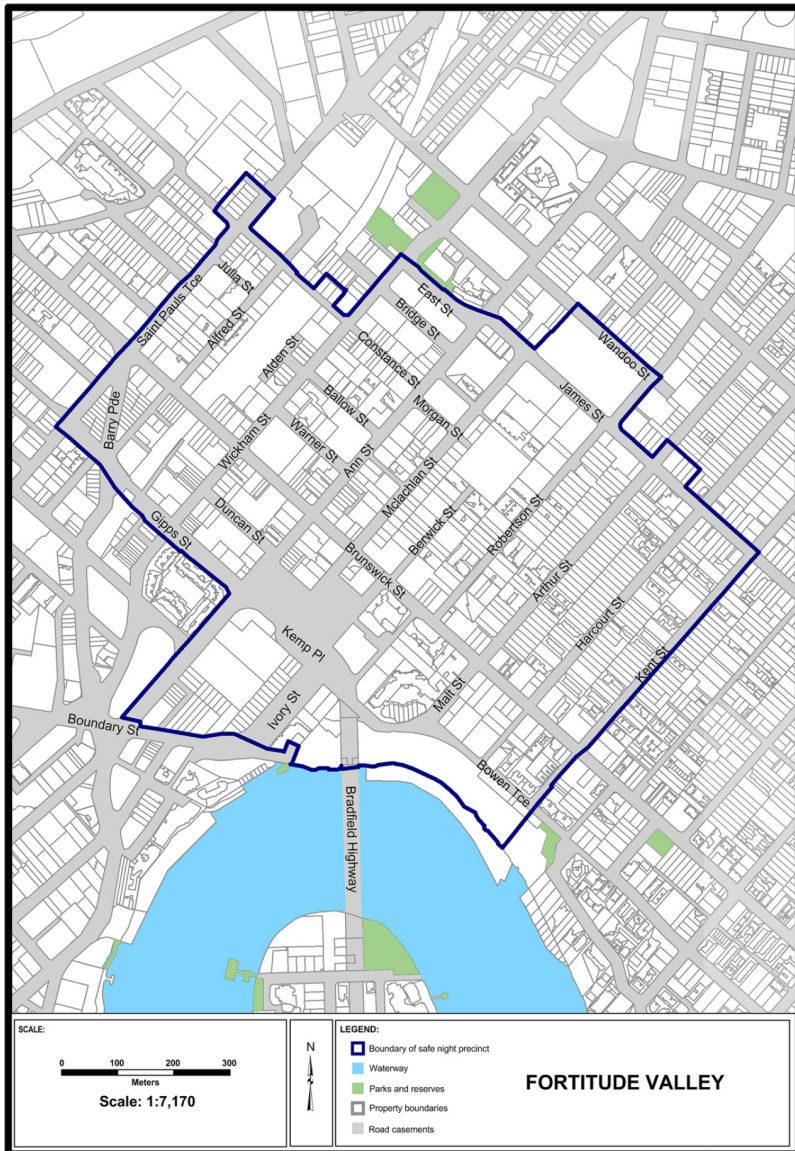 East St
Bridge St
Julia St
Saint Pauls Tce
Alfred St
Wandoo St
Alden St
Constance St
James St
Ballow St
Morgan St
Barry Pde
Wickham St
Warner St
Ann St
Mclachlan St
Gipps St
Duncan St
Berwick St
Robertson St
Brunswick St
Arthur St
Harcourt St
Kemp Pl
Kent St
Malt St
Ivory St
Boundary St
Bowen Tce
Bradfield Highway
SCALE:
0 100 200 300
Meters
Scale: 1:7,170
N
LEGEND:
Boundary of safe night precinct
Waterway
Parks and reserves
Property boundaries
Road casements
FORTITUDE VALLEY